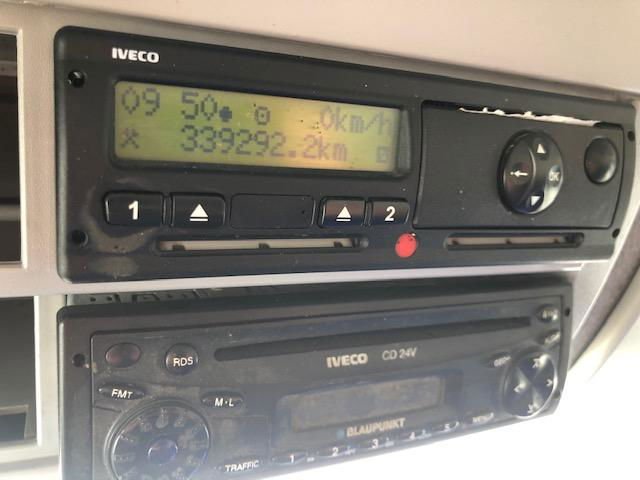 IVECO
09 50 0km/h
339292.2km
1 2
OK
RDS IVECO CD 24V
FMT M·L
BLAUPUNKT
TRAFFIC 1 2 3 4 5